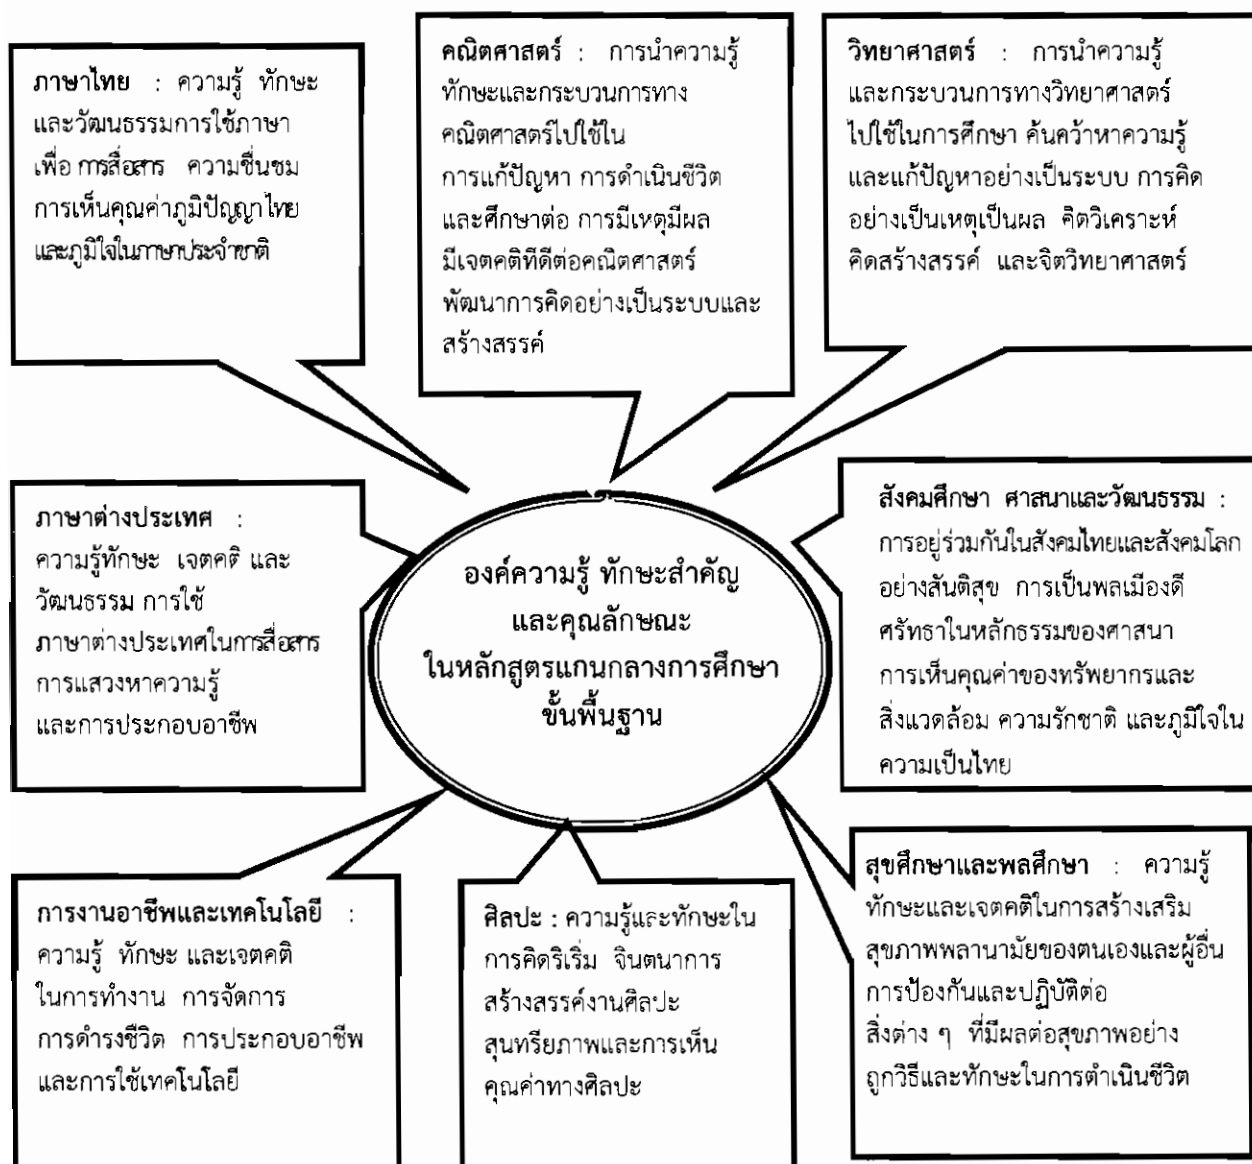 ภาษาไทย : ความรู้ ทักษะ
และวัฒนธรรมการใช้ภาษา
เพื่อ การสื่อสาร ความชื่นชม
การเห็นคุณค่าภูมิปัญญาไทย
และภูมิใจในภาษาประจำชาติ
คณิตศาสตร์ : การนำความรู้
ทักษะและกระบวนการทาง
คณิตศาสตร์ไปใช้ใน
การแก้ปัญหา การดำเนินชีวิต
และศึกษาต่อ การมีเหตุมีผล
มีเจตคติที่ดีต่อคณิตศาสตร์
พัฒนาการคิดอย่างเป็นระบบและ
สร้างสรรค์
วิทยาศาสตร์ : การนำความรู้
และกระบวนการทางวิทยาศาสตร์
ไปใช้ในการศึกษา ค้นคว้าหาความรู้
และแก้ปัญหาอย่างเป็นระบบ การคิด
อย่างเป็นเหตุเป็นผล คิดวิเคราะห์
คิดสร้างสรรค์ และจิตวิทยาศาสตร์
ภาษาต่างประเทศ :
ความรู้ทักษะ เจตคติ และ
วัฒนธรรม การใช้
ภาษาต่างประเทศในการสื่อสาร
การแสวงหาความรู้
และการประกอบอาชีพ
องค์ความรู้ ทักษะสำคัญ
และคุณลักษณะ
ในหลักสูตรแกนกลางการศึกษา
ขั้นพื้นฐาน
สังคมศึกษา ศาสนาและวัฒนธรรม :
การอยู่ร่วมกันในสังคมไทยและสังคมโลก
อย่างสันติสุข การเป็นพลเมืองดี
ศรัทธาในหลักธรรมของศาสนา
การเห็นคุณค่าของทรัพยากรและ
สิ่งแวดล้อม ความรักชาติ และภูมิใจใน
ความเป็นไทย
การงานอาชีพและเทคโนโลยี :
ความรู้ ทักษะ และเจตคติ
ในการทำงาน การจัดการ
การดำรงชีวิต การประกอบอาชีพ
และการใช้เทคโนโลยี
ศิลปะ : ความรู้และทักษะใน
การคิดริเริ่ม จินตนาการ
สร้างสรรค์งานศิลปะ
สุนทรียภาพและการเห็น
คุณค่าทางศิลปะ
สุขศึกษาและพลศึกษา : ความรู้
ทักษะและเจตคติในการสร้างเสริม
สุขภาพพลานามัยของตนเองและผู้อื่น
การป้องกันและปฏิบัติต่อ
สิ่งต่าง ๆ ที่มีผลต่อสุขภาพอย่าง
ถูกวิธีและทักษะในการดำเนินชีวิต